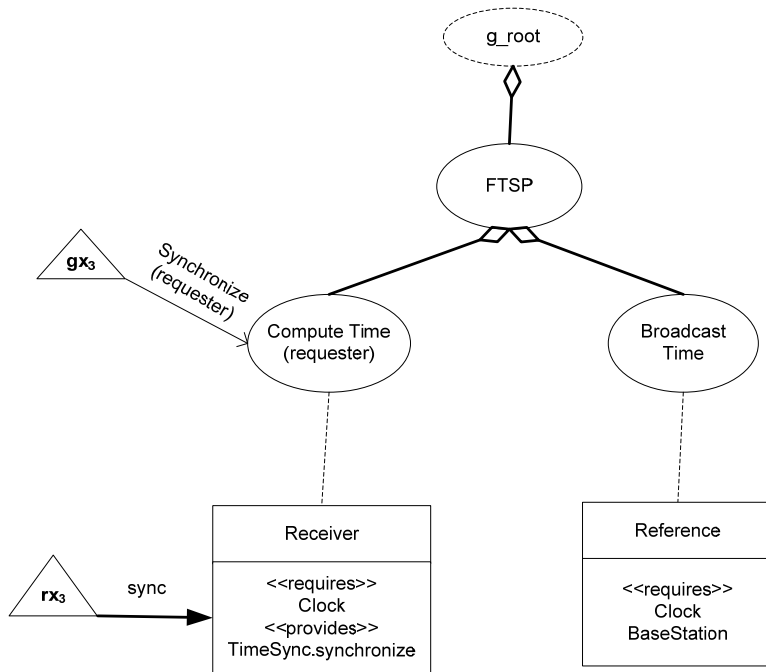 g_root
FTSP
gx3
Synchronize
(requester)
Compute Time
(requester)
Broadcast
Time
Receiver
<<requires>>
Clock
<<provides>>
TimeSync.synchronize
Reference
<<requires>>
Clock
BaseStation
rx3
sync